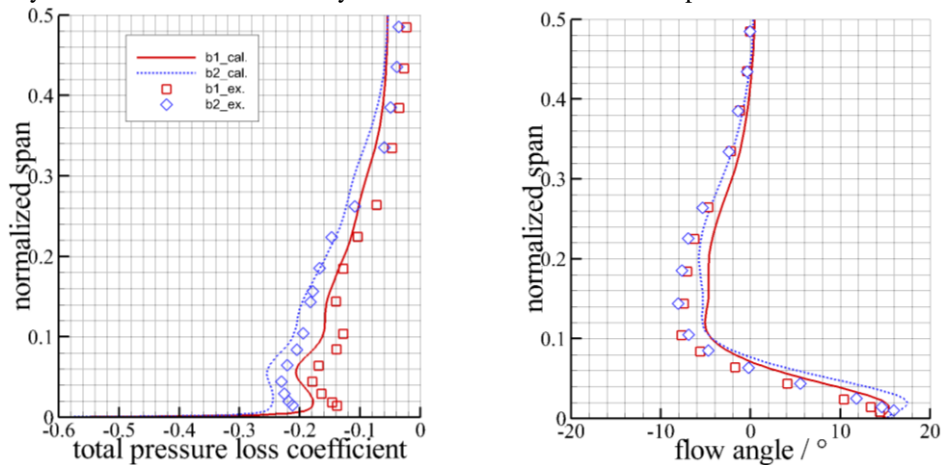 0.5
0.4
0.3
0.2
0.1
0
normalized span
b1_cal.
b2_cal.
b1_ex.
b2_ex.
-0.6 -0.5 -0.4 -0.3 -0.2 -0.1 0
total pressure loss coefficient
0.5
0.4
0.3
0.2
0.1
0
normalized span
-20 -10 0 10 20
flow angle / °